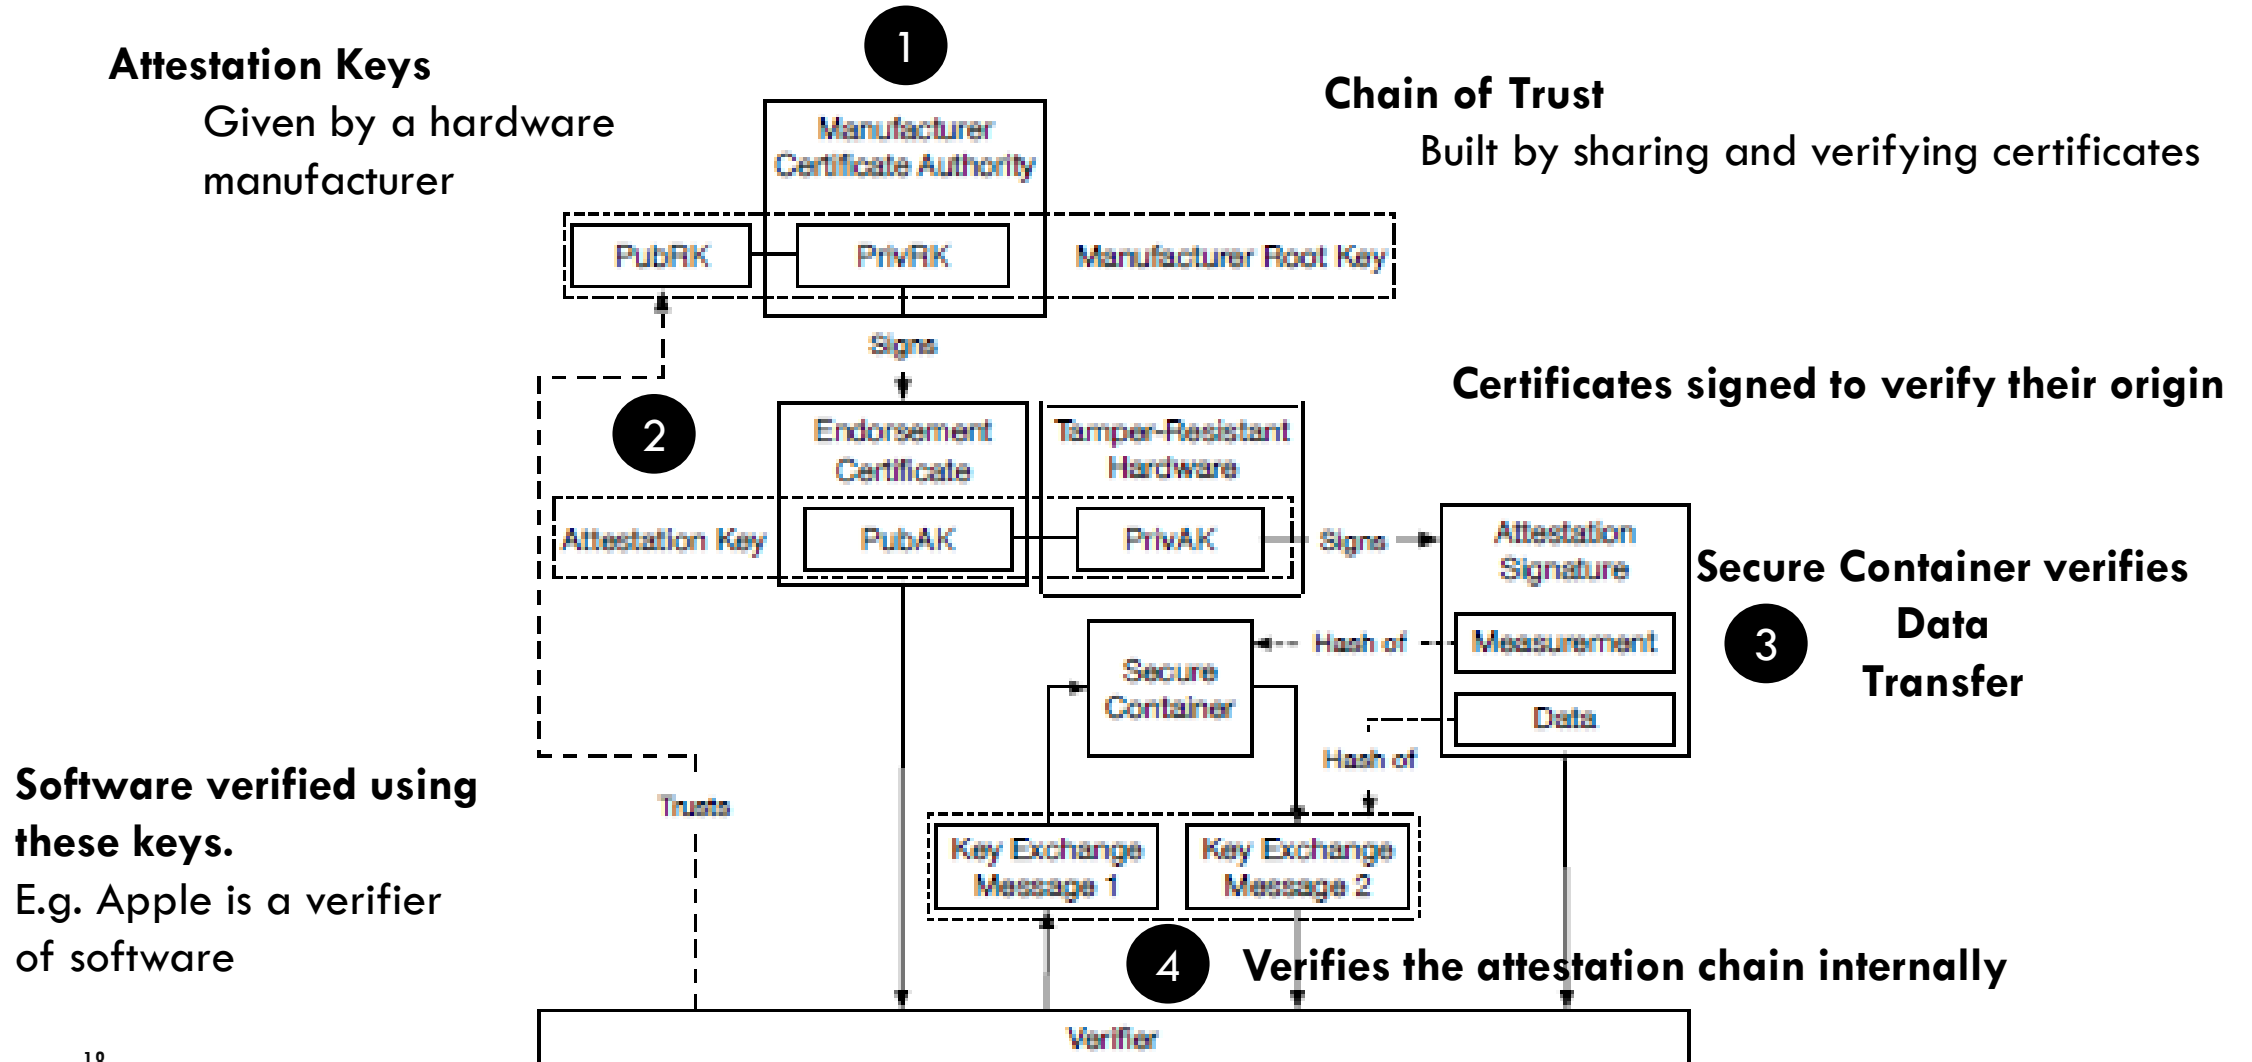 1
Attestation Keys
Given by a hardware
manufacturer
Chain of Trust
Built by sharing and verifying certificates
Manufacturer
Certificate Authority
PubRK
PrivRK
Manufacturer Root Key
Signs
Certificates signed to verify their origin
2
Endorsement
Certificate
Tamper-Resistant
Hardware
Attestation Key
PubAK
PrivAK
Signs
Attestation
Signature
Measurement
Data
Secure Container verifies
Data
Transfer
3
Hash of
Secure
Container
Hash of
Software verified using
these keys.
E.g. Apple is a verifier
of software
Trusts
Key Exchange
Message 1
Key Exchange
Message 2
4
Verifies the attestation chain internally
Verifier